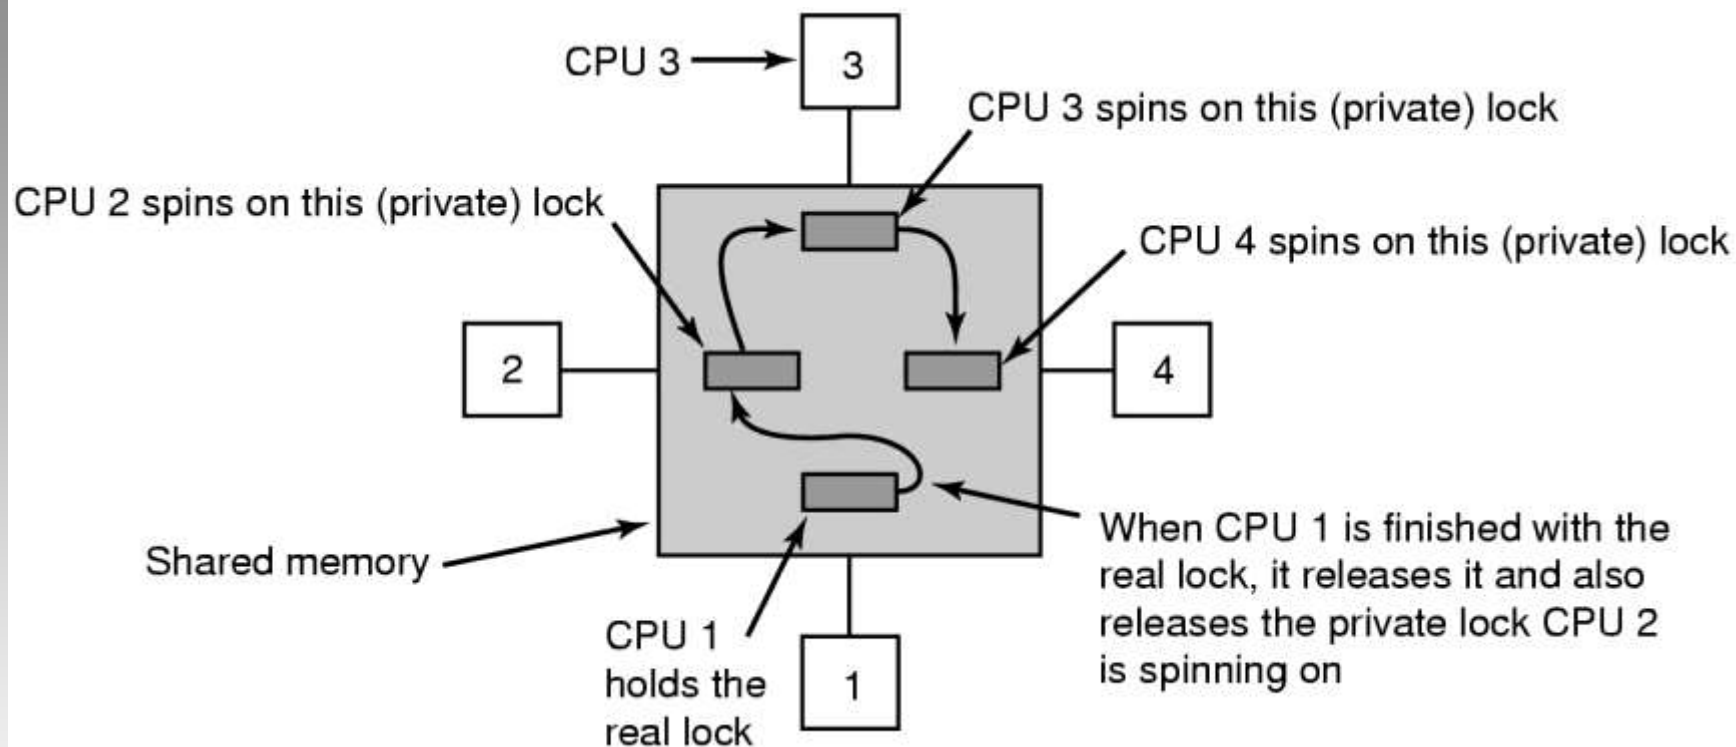 3
CPU 3
CPU 3 spins on this (private) lock
CPU 2 spins on this (private) lock
CPU 4 spins on this (private) lock
2
4
When CPU 1 is finished with the
real lock, it releases it and also
releases the private lock CPU 2
is spinning on
Shared memory
CPU 1
holds the
real lock
1